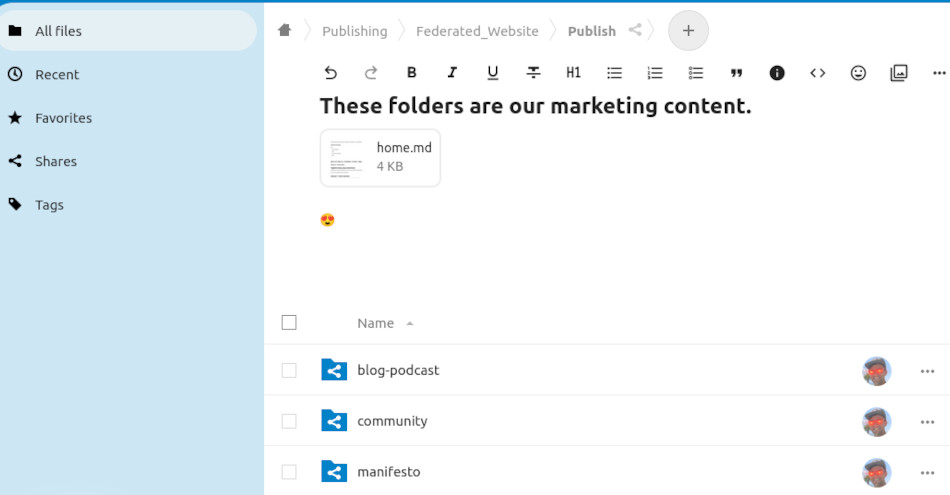 All files
Recent
Favorites
Shares
Tags
Publishing Federated_Website Publish
B I U H1
These folders are our marketing content.
home.md
4 KB
Name
blog-podcast
community
manifesto